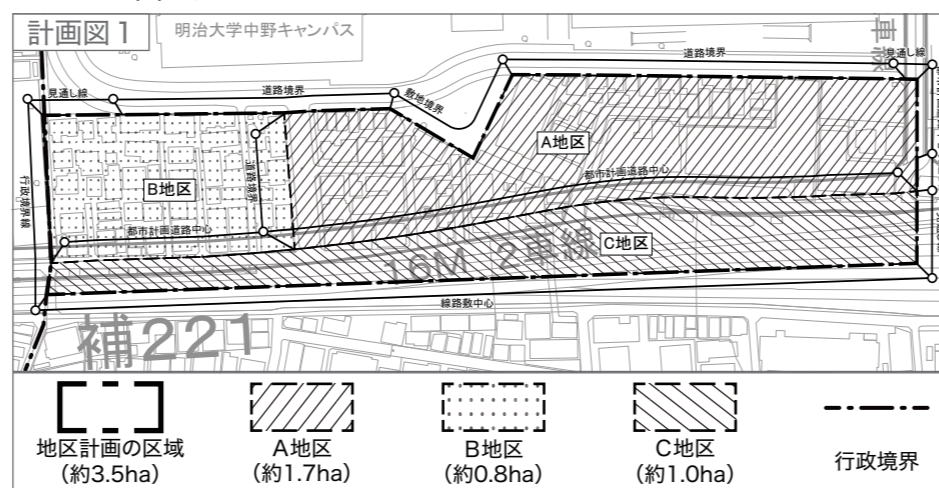 計画図1
明治大学中野キャンパス
車線
見通し線
道路境界
敷地境界
道路境界
見通し線
A地区
B地区
道路境界
都市計画道路中心
行政境界線
都市計画道路中心
C地区
16M 2車線
線路敷中心
補221
地区計画の区域
(約3.5ha)
A地区
(約1.7ha)
B地区
(約0.8ha)
C地区
(約1.0ha)
行政境界